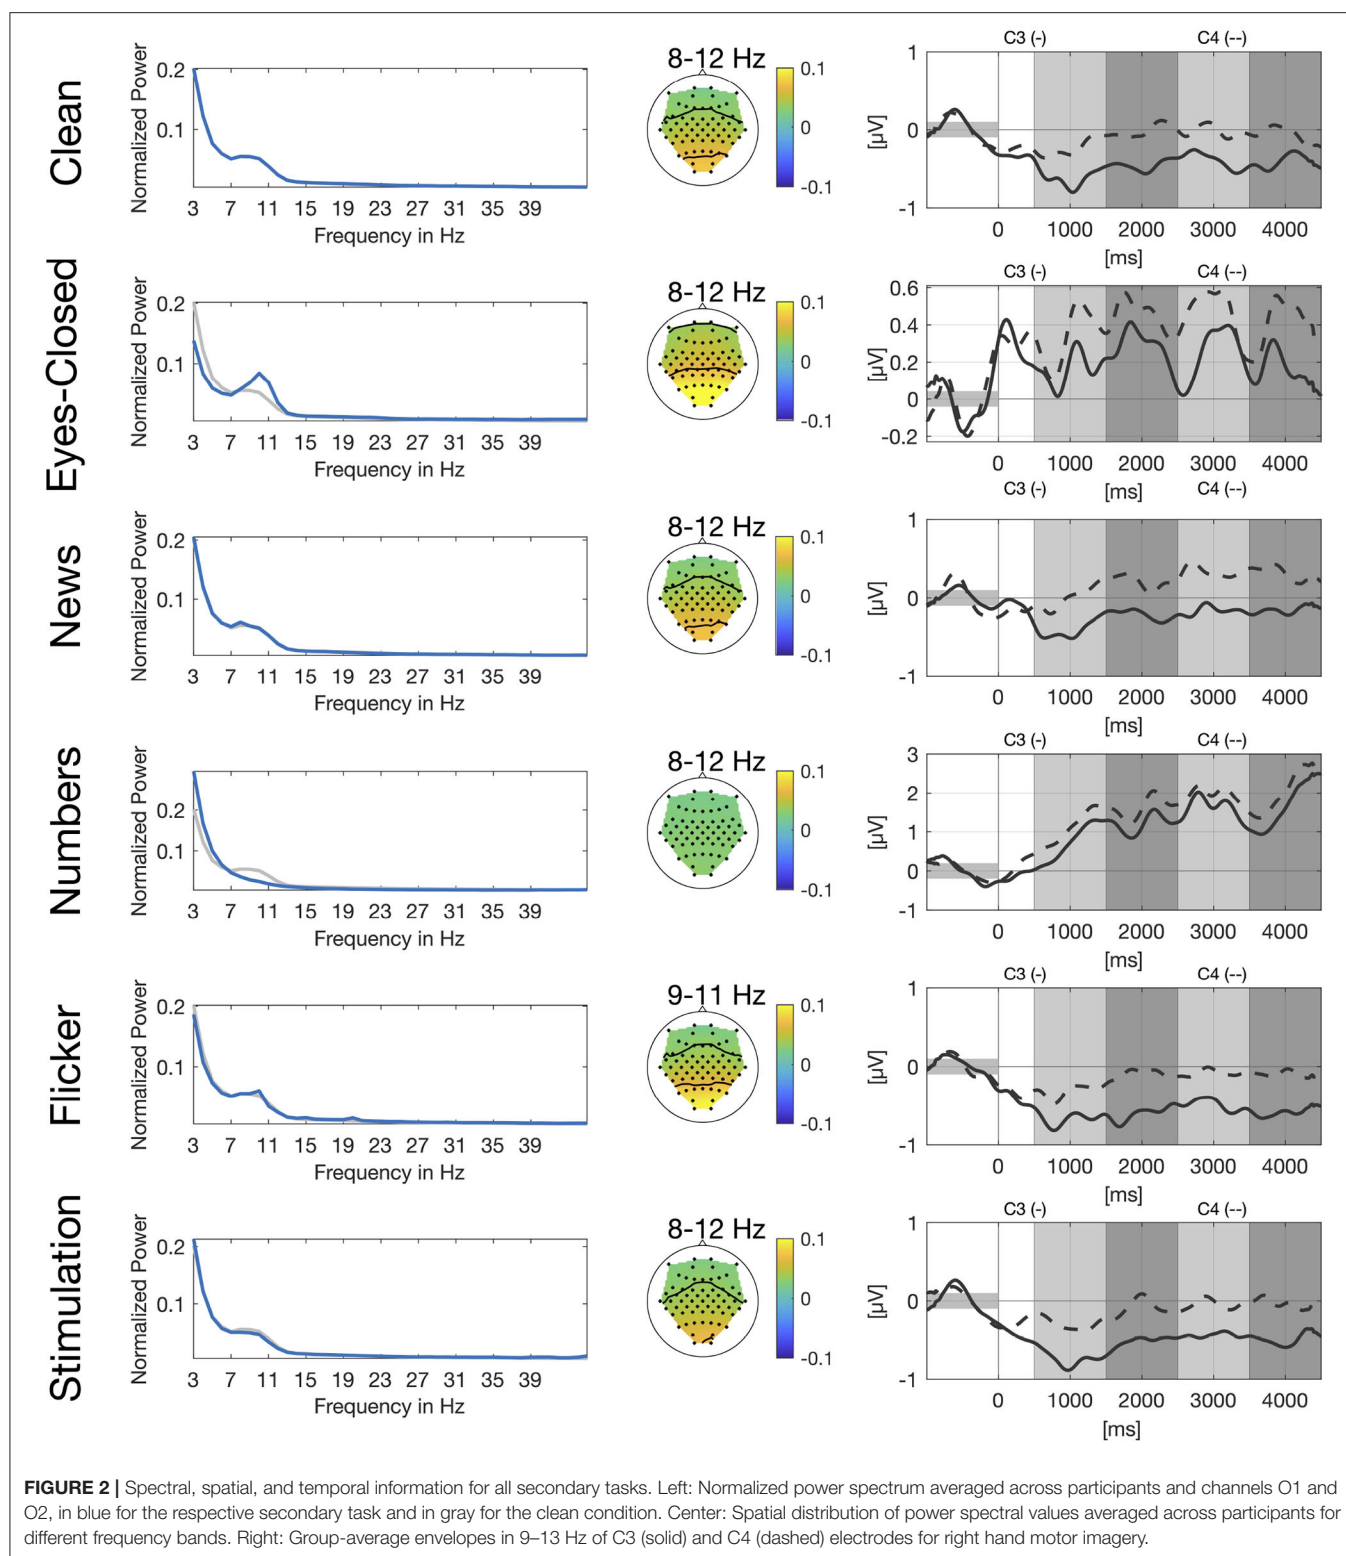 Clean
Normalized Power
0.2
0.1
3 7 11 15 19 23 27 31 35 39
Frequency in Hz
8-12 Hz
0.1
0
-0.1
C3 (-) C4 (--)
[µV]
1
0
-1
0 1000 2000 3000 4000
[ms]
Eyes-Closed
Normalized Power
0.2
0.1
3 7 11 15 19 23 27 31 35 39
Frequency in Hz
8-12 Hz
0.1
0
-0.1
C3 (-) C4 (--)
[µV]
0.6
0.4
0.2
0
-0.2
0 1000 2000 3000 4000
[ms]
News
Normalized Power
0.2
0.1
3 7 11 15 19 23 27 31 35 39
Frequency in Hz
8-12 Hz
0.1
0
-0.1
C3 (-) C4 (--)
[µV]
1
0
-1
0 1000 2000 3000 4000
[ms]
Numbers
Normalized Power
0.2
0.1
3 7 11 15 19 23 27 31 35 39
Frequency in Hz
8-12 Hz
0.1
0
-0.1
C3 (-) C4 (--)
[µV]
3
2
1
0
-1
0 1000 2000 3000 4000
[ms]
Flicker
Normalized Power
0.2
0.1
3 7 11 15 19 23 27 31 35 39
Frequency in Hz
9-11 Hz
0.1
0
-0.1
C3 (-) C4 (--)
[µV]
1
0
-1
0 1000 2000 3000 4000
[ms]
Stimulation
Normalized Power
0.2
0.1
3 7 11 15 19 23 27 31 35 39
Frequency in Hz
8-12 Hz
0.1
0
-0.1
C3 (-) C4 (--)
[µV]
1
0
-1
0 1000 2000 3000 4000
[ms]
FIGURE 2 | Spectral, spatial, and temporal information for all secondary tasks. Left: Normalized power spectrum averaged across participants and channels O1 and
O2, in blue for the respective secondary task and in gray for the clean condition. Center: Spatial distribution of power spectral values averaged across participants for
different frequency bands. Right: Group-average envelopes in 9–13 Hz of C3 (solid) and C4 (dashed) electrodes for right hand motor imagery.